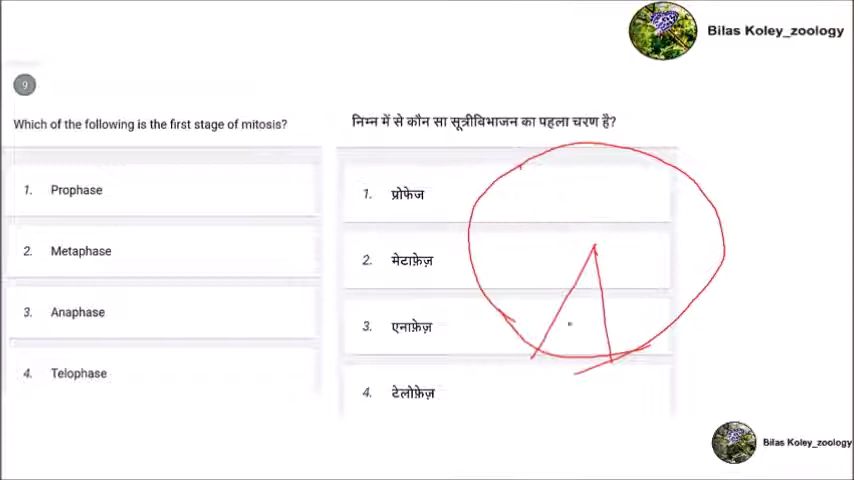 Bilas Koley_zoology
9
Which of the following is the first stage of mitosis?
1. Prophase
2. Metaphase
3. Anaphase
4. Telophase
निम्न में से कौन सा सूत्रीविभाजन का पहला चरण है?
1. प्रोफेज
2. मेटाफ़ेज़
3. एनाफ़ेज़
4. टेलोफ़ेज़
Bilas Koley_zoology